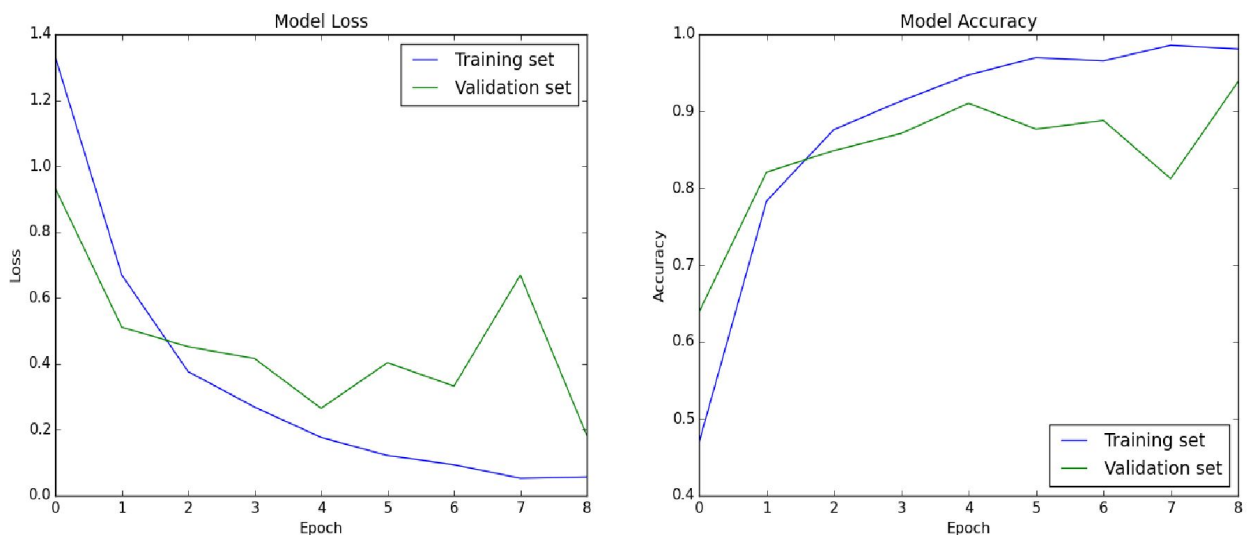 Model Loss
1.4
1.2
1.0
0.8
0.6
0.4
0.2
0.0
Loss
0 1 2 3 4 5 6 7 8
Epoch
Training set
Validation set
Model Accuracy
1.0
0.9
0.8
0.7
0.6
0.5
0.4
Accuracy
0 1 2 3 4 5 6 7 8
Epoch
Training set
Validation set